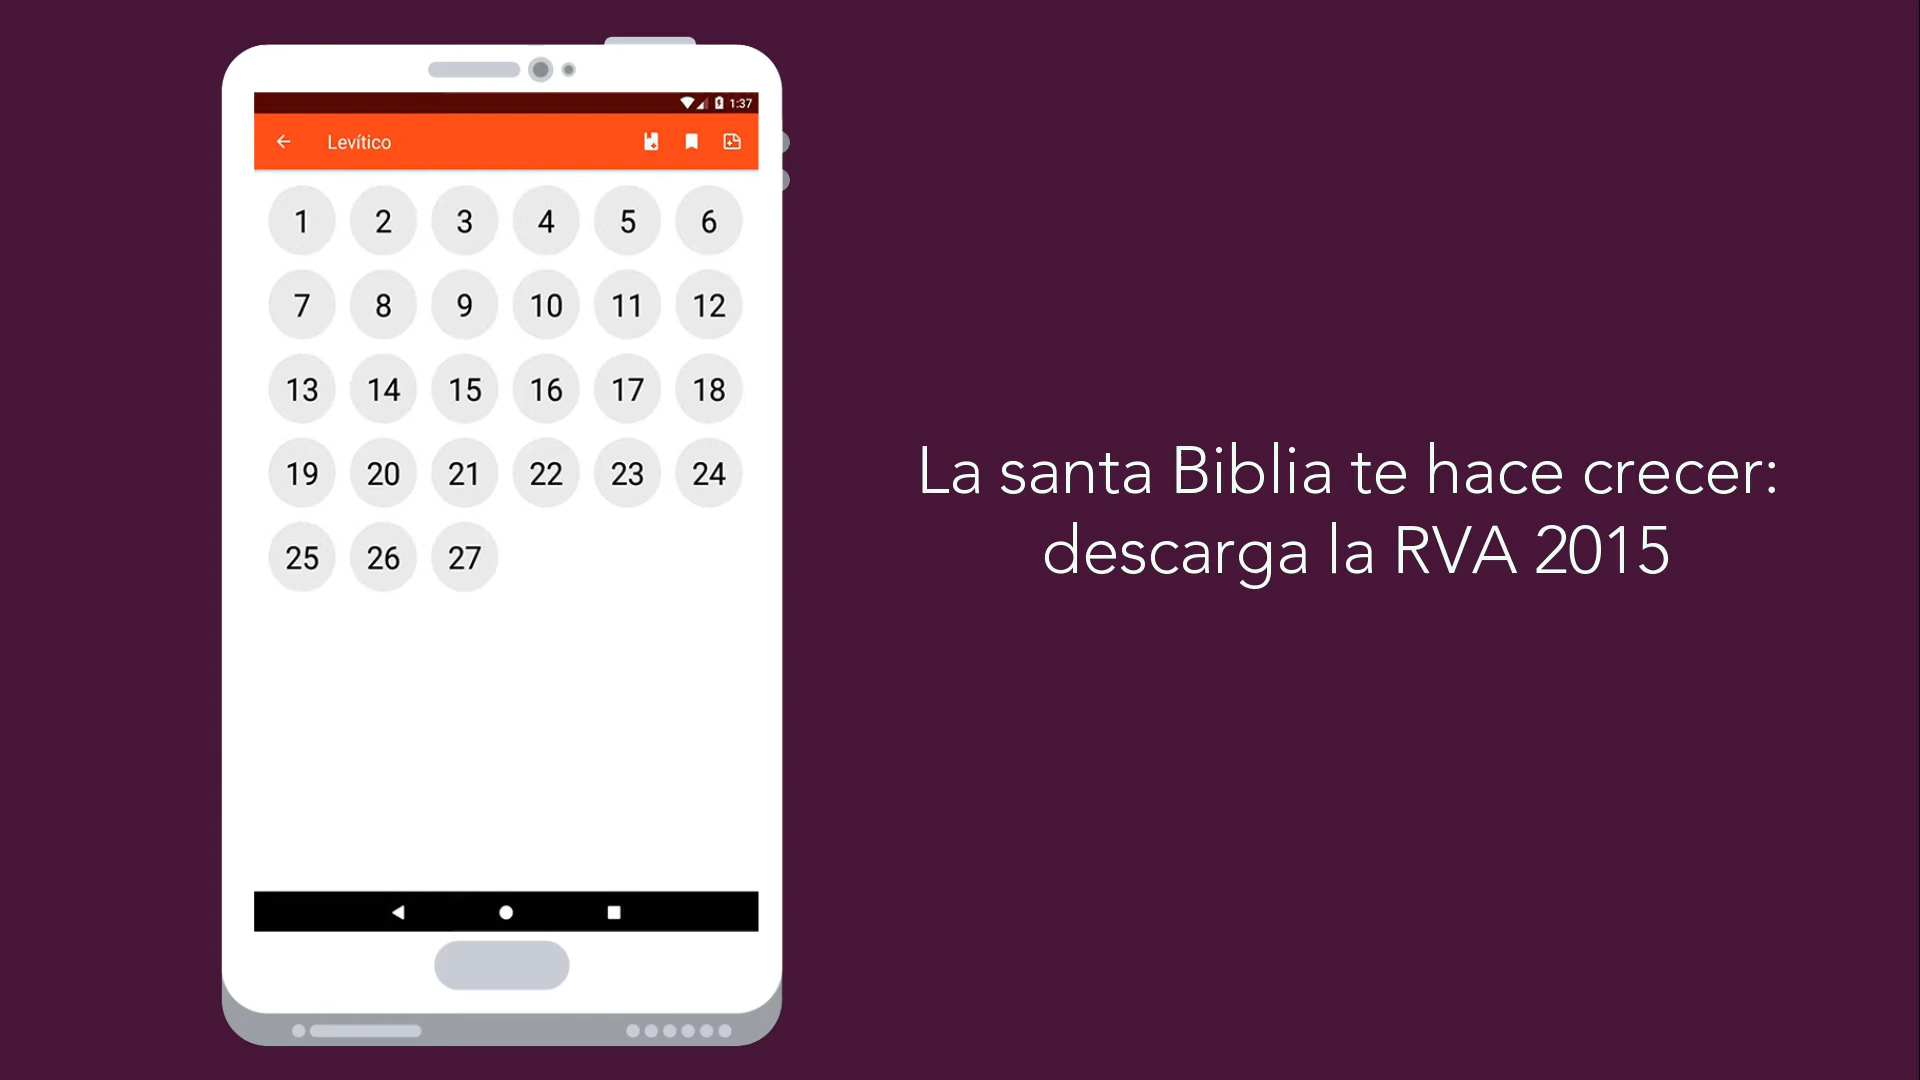 1:37
Levítico
1 2 3 4 5 6
7 8 9 10 11 12
13 14 15 16 17 18
19 20 21 22 23 24
25 26 27
La santa Biblia te hace crecer:
descarga la RVA 2015